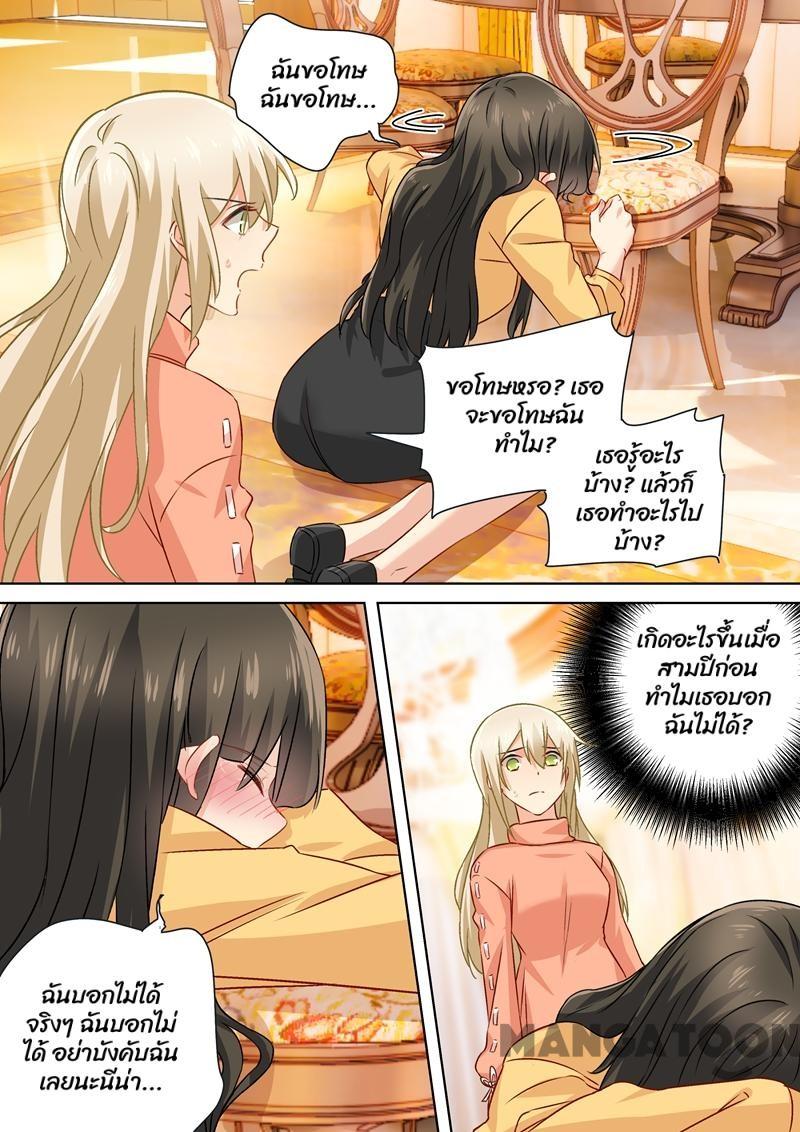 ฉันขอโทษ
ฉันขอโทษ...
ขอโทษหรอ? เธอ
จะขอโทษฉัน
ทำไม?
เธอรู้อะไร
บ้าง? แล้วก็
เธอทำอะไรไป
บ้าง?
เกิดอะไรขึ้นเมื่อ
สามปีก่อน
ทำไมเธอบอก
ฉันไม่ได้?
ฉันบอกไม่ได้
จริงๆ ฉันบอกไม่
ได้ อย่าบังคับฉัน
เลยนะนีน่า...
MANGATOON